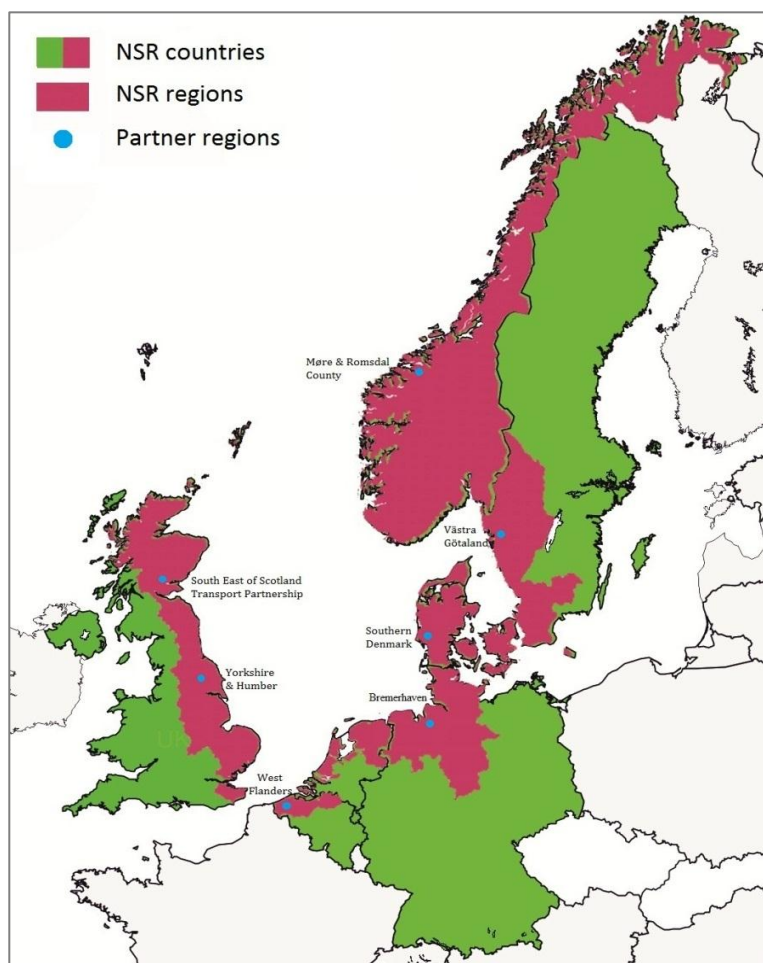 NSR countries
NSR regions
Partner regions
Møre & Romsdal
County
Västra
Götaland
South East of Scotland
Transport Partnership
Southern
Denmark
Yorkshire
& Humber
Bremerhaven
UK
West
Flanders